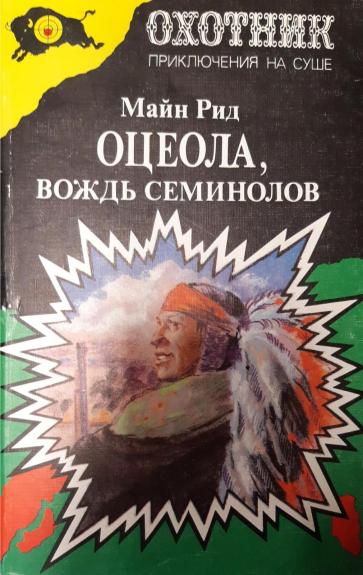 ОХОТНИК
ПРИКЛЮЧЕНИЯ НА СУШЕ
Майн Рид
ОЦЕОЛА,
ВОЖДЬ СЕМИНОЛОВ